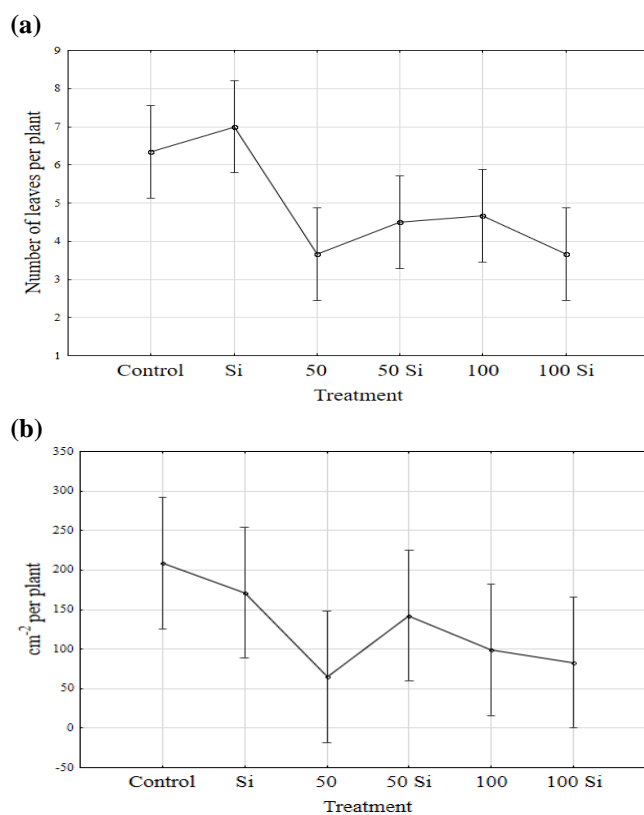 (a)
9
8
7
6
5
4
3
2
1
Number of leaves per plant
Control Si 50 50 Si 100 100 Si
Treatment
(b)
350
300
250
200
150
100
50
0
-50
cm⁻² per plant
Control Si 50 50 Si 100 100 Si
Treatment